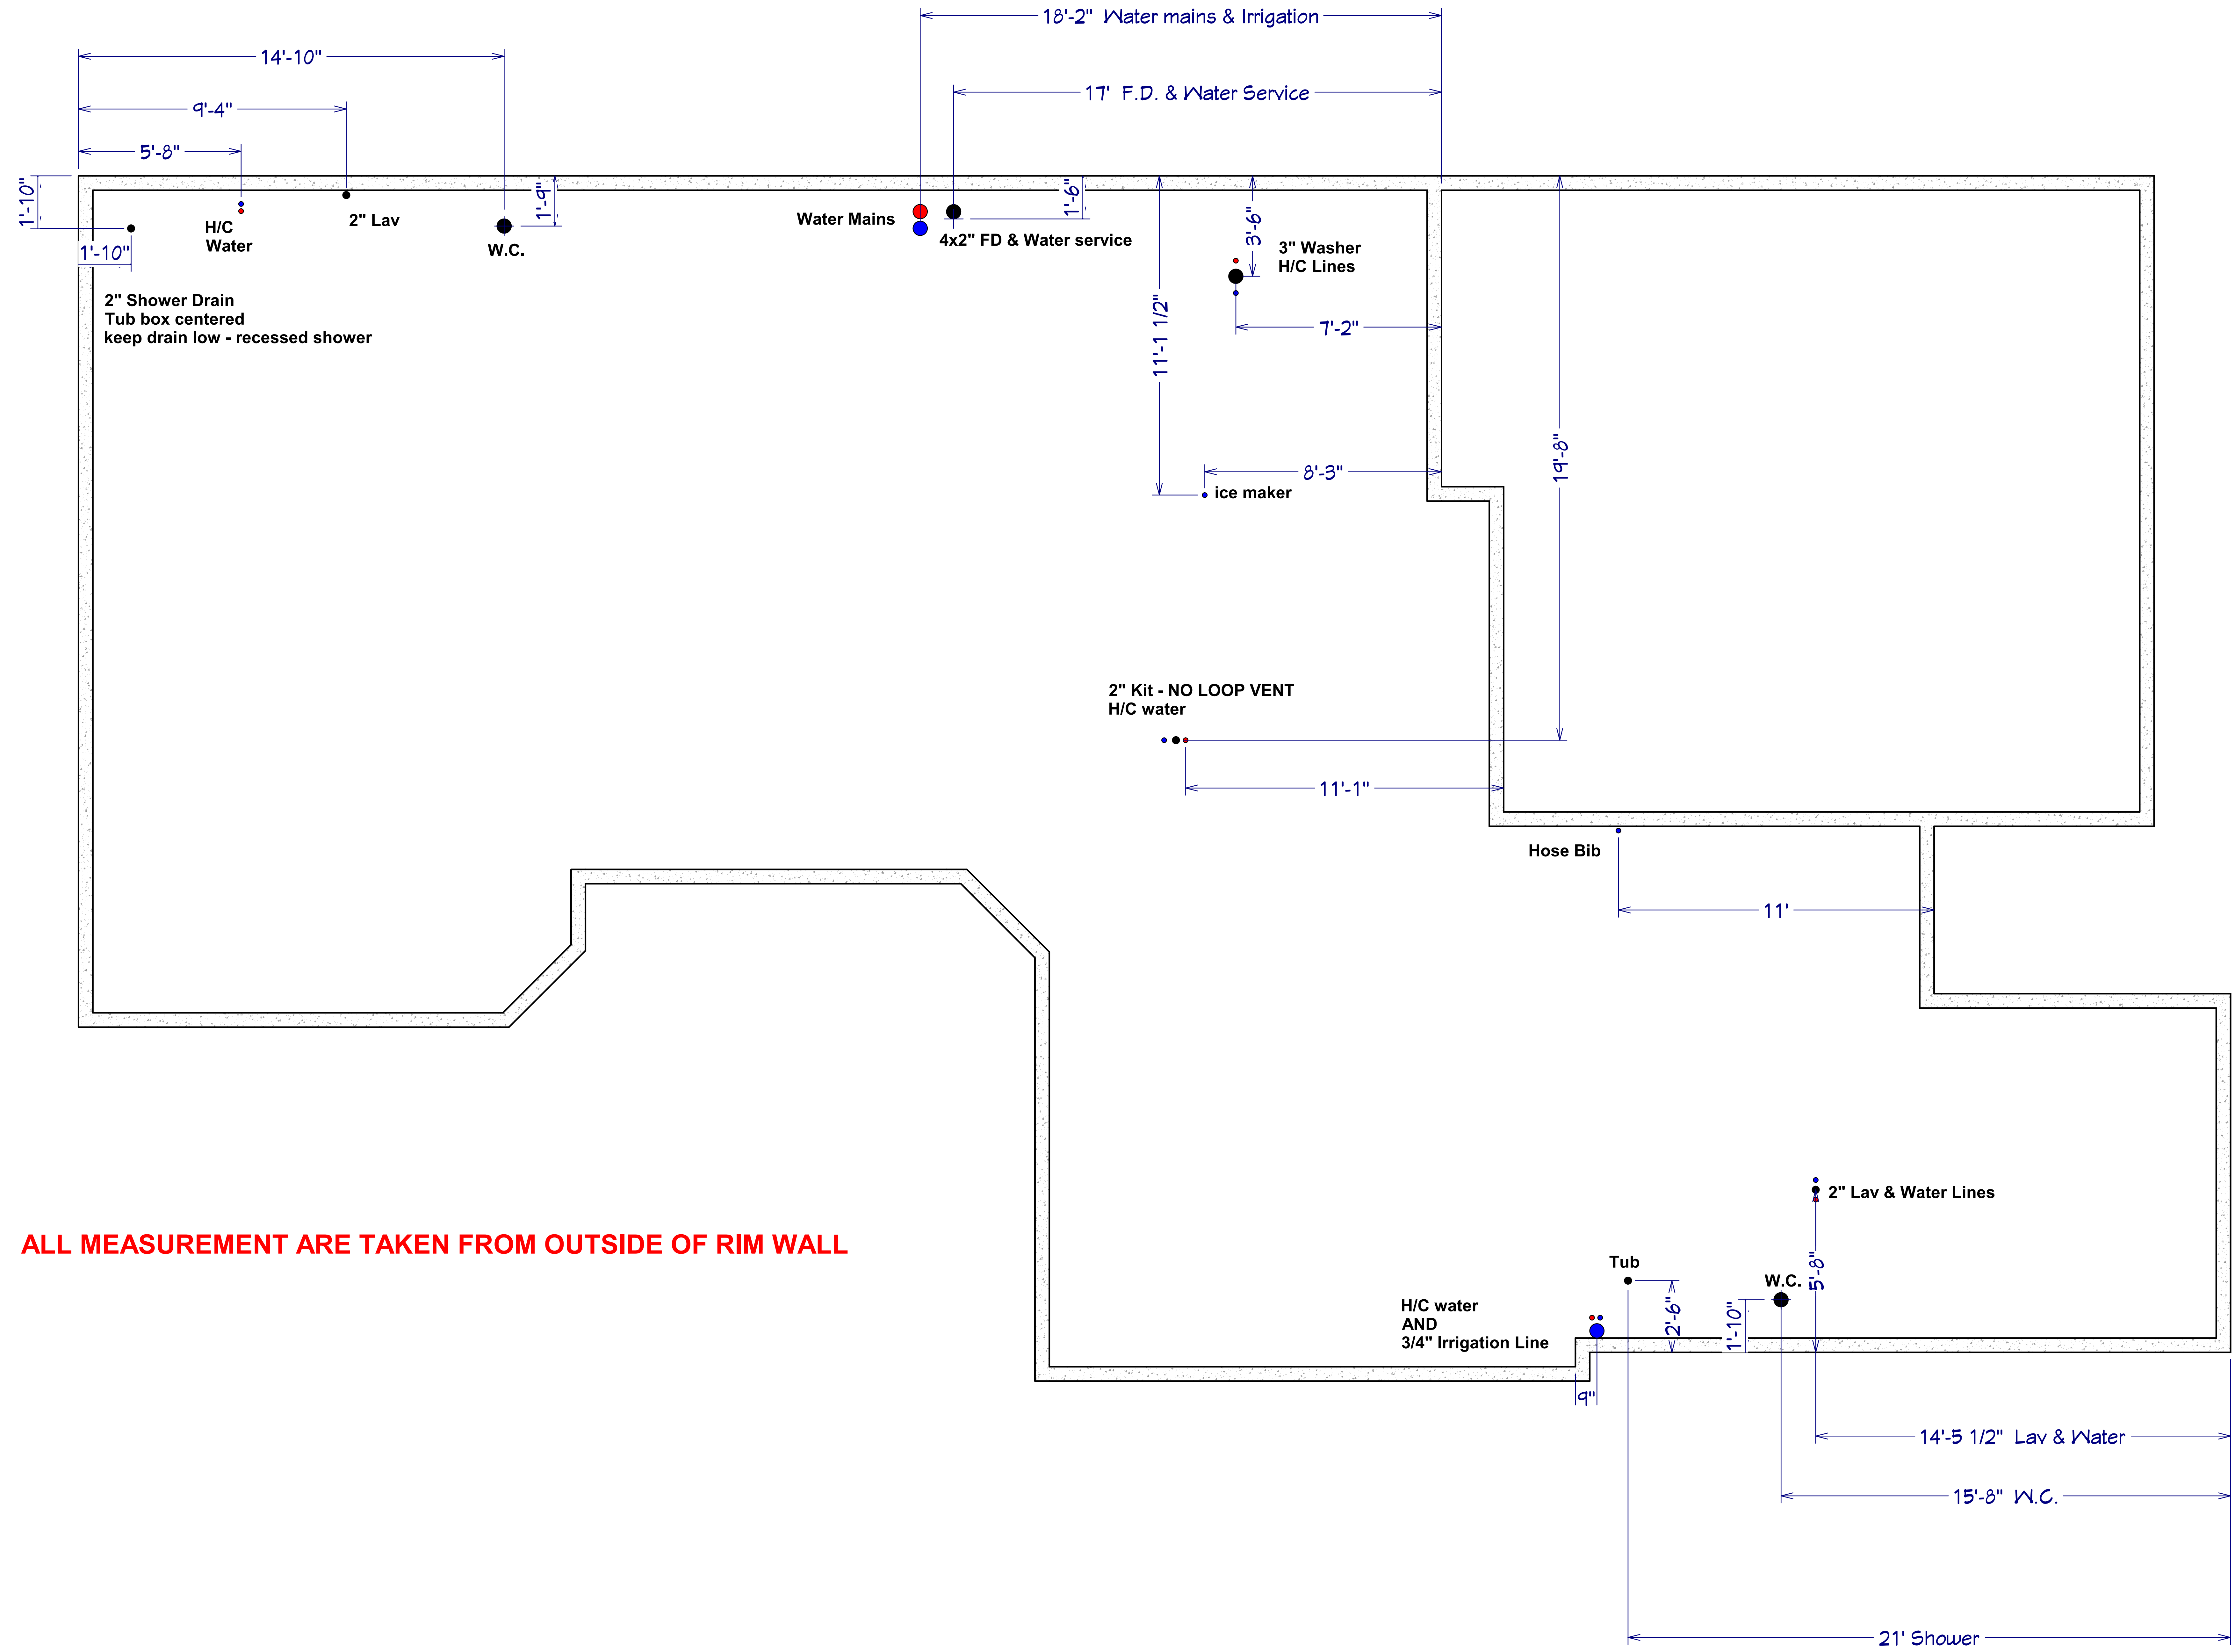 18'-2" Water mains & Irrigation
14'-10"
17' F.D. & Water Service
9'-4"
5'-8"
1'-10"
1'-9"
1'-6"
H/C
Water
2" Lav
W.C.
Water Mains
4x2" FD & Water service
3'-6"
3" Washer
H/C Lines
1'-10"
2" Shower Drain
Tub box centered
keep drain low - recessed shower
11'-1 1/2"
7'-2"
19'-8"
8'-3"
ice maker
2" Kit - NO LOOP VENT
H/C water
11'-1"
Hose Bib
11'
2" Lav & Water Lines
ALL MEASUREMENT ARE TAKEN FROM OUTSIDE OF RIM WALL
Tub
W.C.
5'-8"
2'-6"
1'-10"
H/C water
AND
3/4" Irrigation Line
9"
14'-5 1/2" Lav & Water
15'-8" W.C.
21' Shower